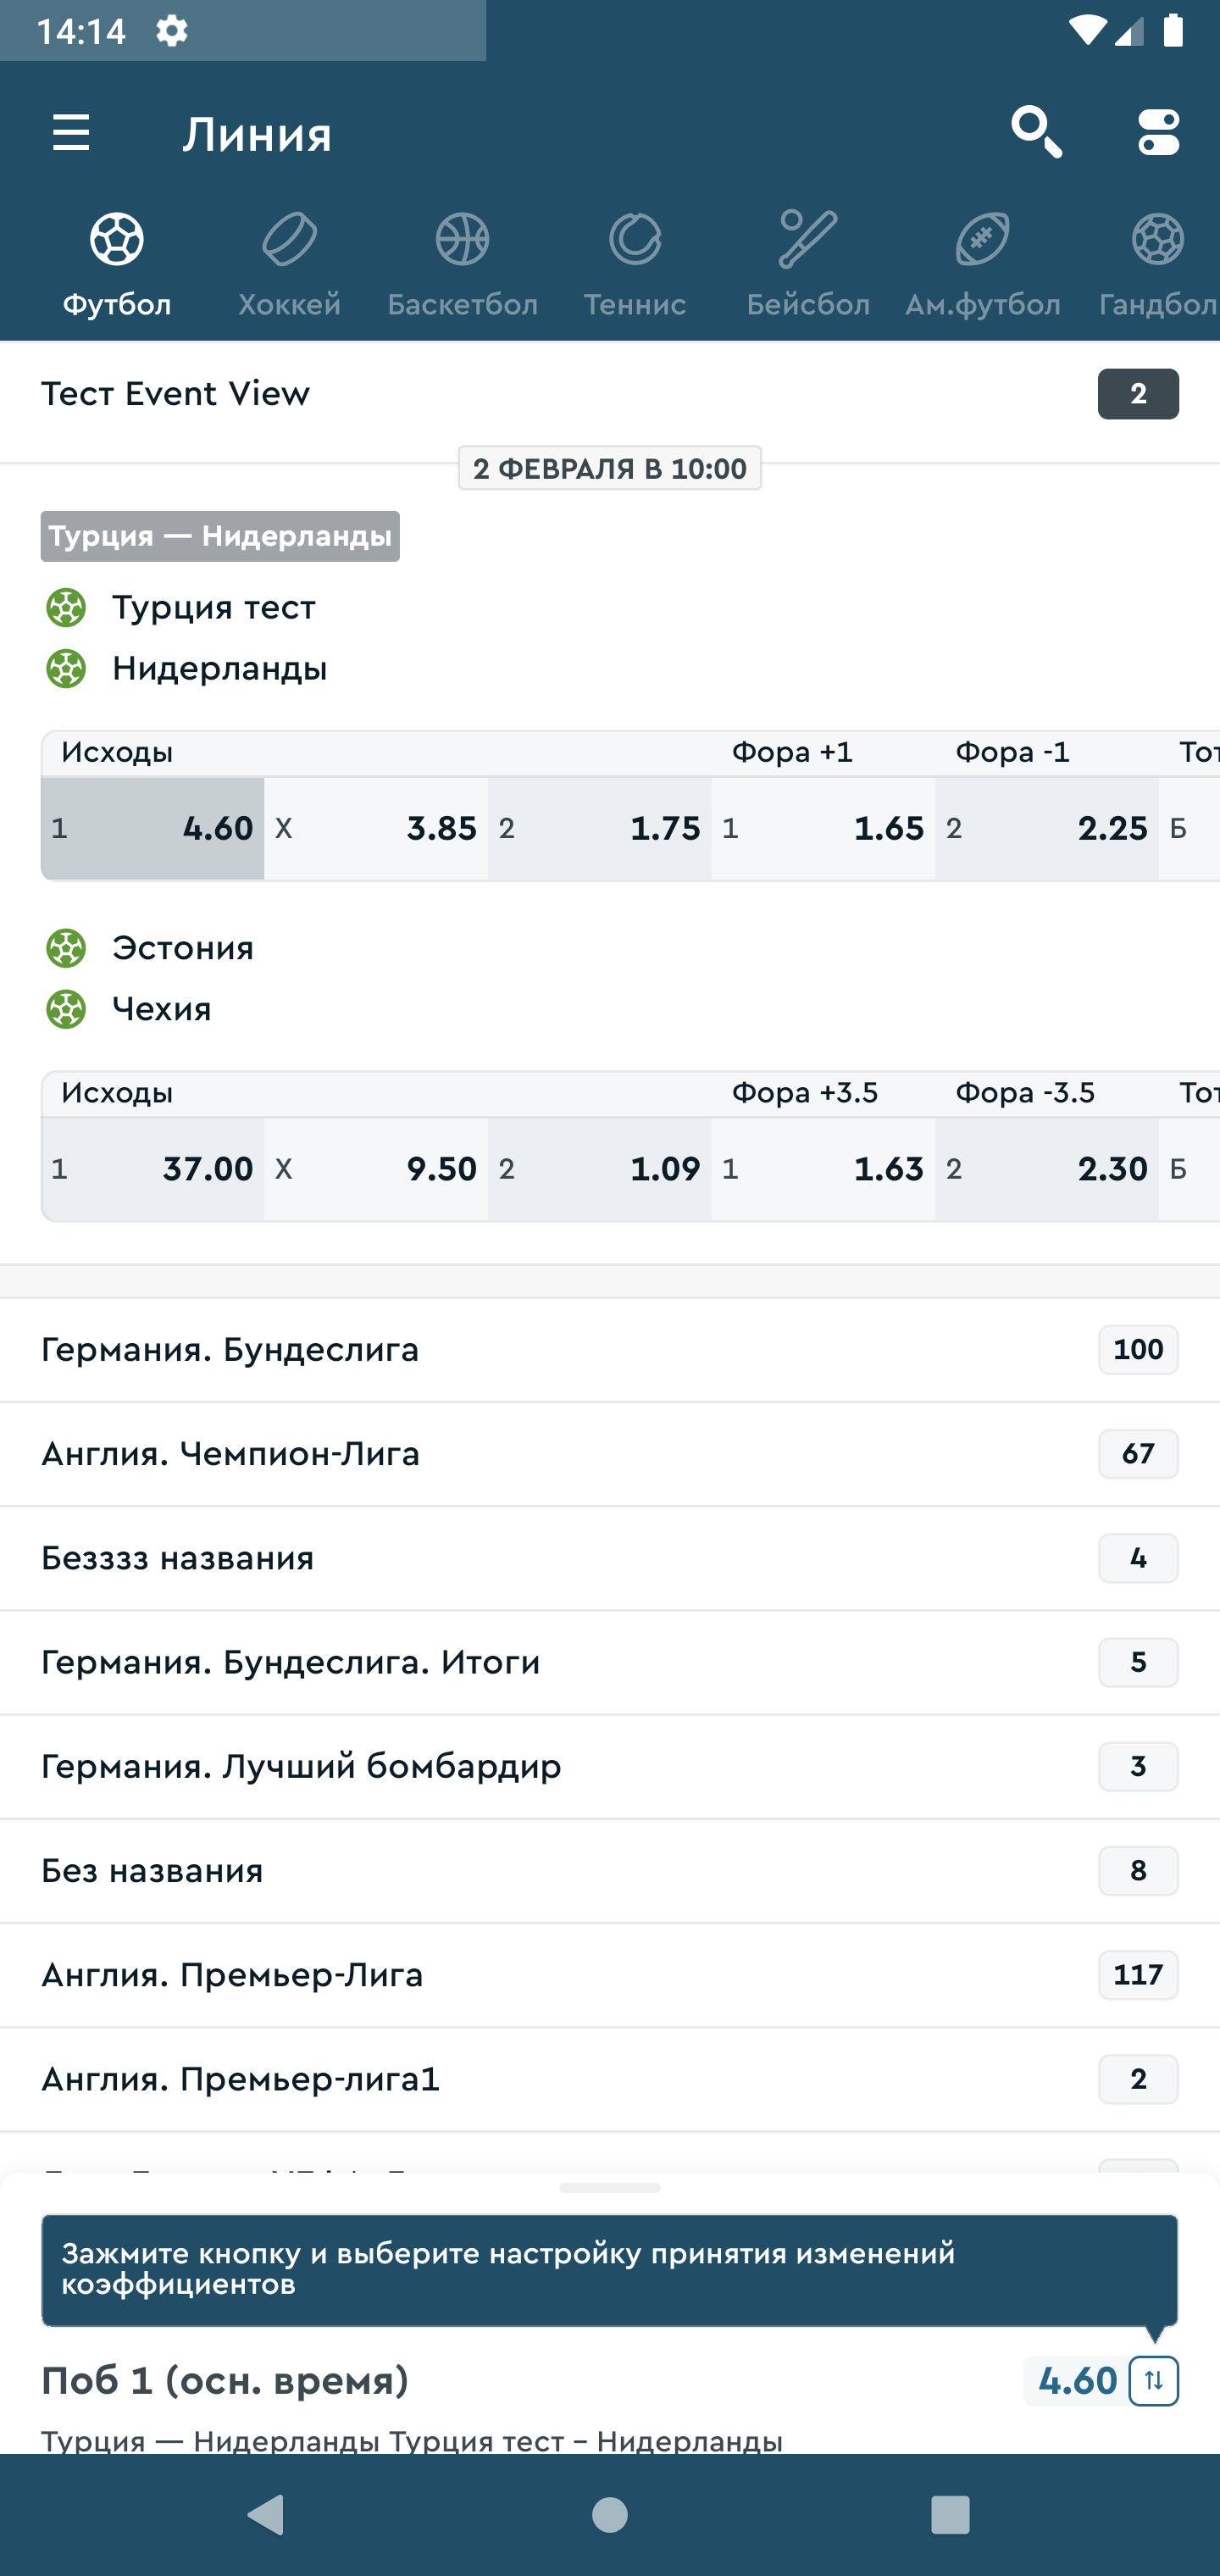 14:14
Линия
Футбол Хоккей Баскетбол Теннис Бейсбол Ам.футбол Гандбол
Тест Event View 2
2 ФЕВРАЛЯ В 10:00
Турция — Нидерланды
Турция тест
Нидерланды
Исходы Фора +1 Фора -1
1 4.60 X 3.85 2 1.75 1 1.65 2 2.25 Б
Эстония
Чехия
Исходы Фора +3.5 Фора -3.5
1 37.00 X 9.50 2 1.09 1 1.63 2 2.30 Б
Германия. Бундеслига 100
Англия. Чемпион-Лига 67
Безззз названия 4
Германия. Бундеслига. Итоги 5
Германия. Лучший бомбардир 3
Без названия 8
Англия. Премьер-Лига 117
Англия. Премьер-лига1 2
Зажмите кнопку и выберите настройку принятия изменений
коэффициентов
Поб 1 (осн. время) 4.60
Турция — Нидерланды Турция тест – Нидерланды